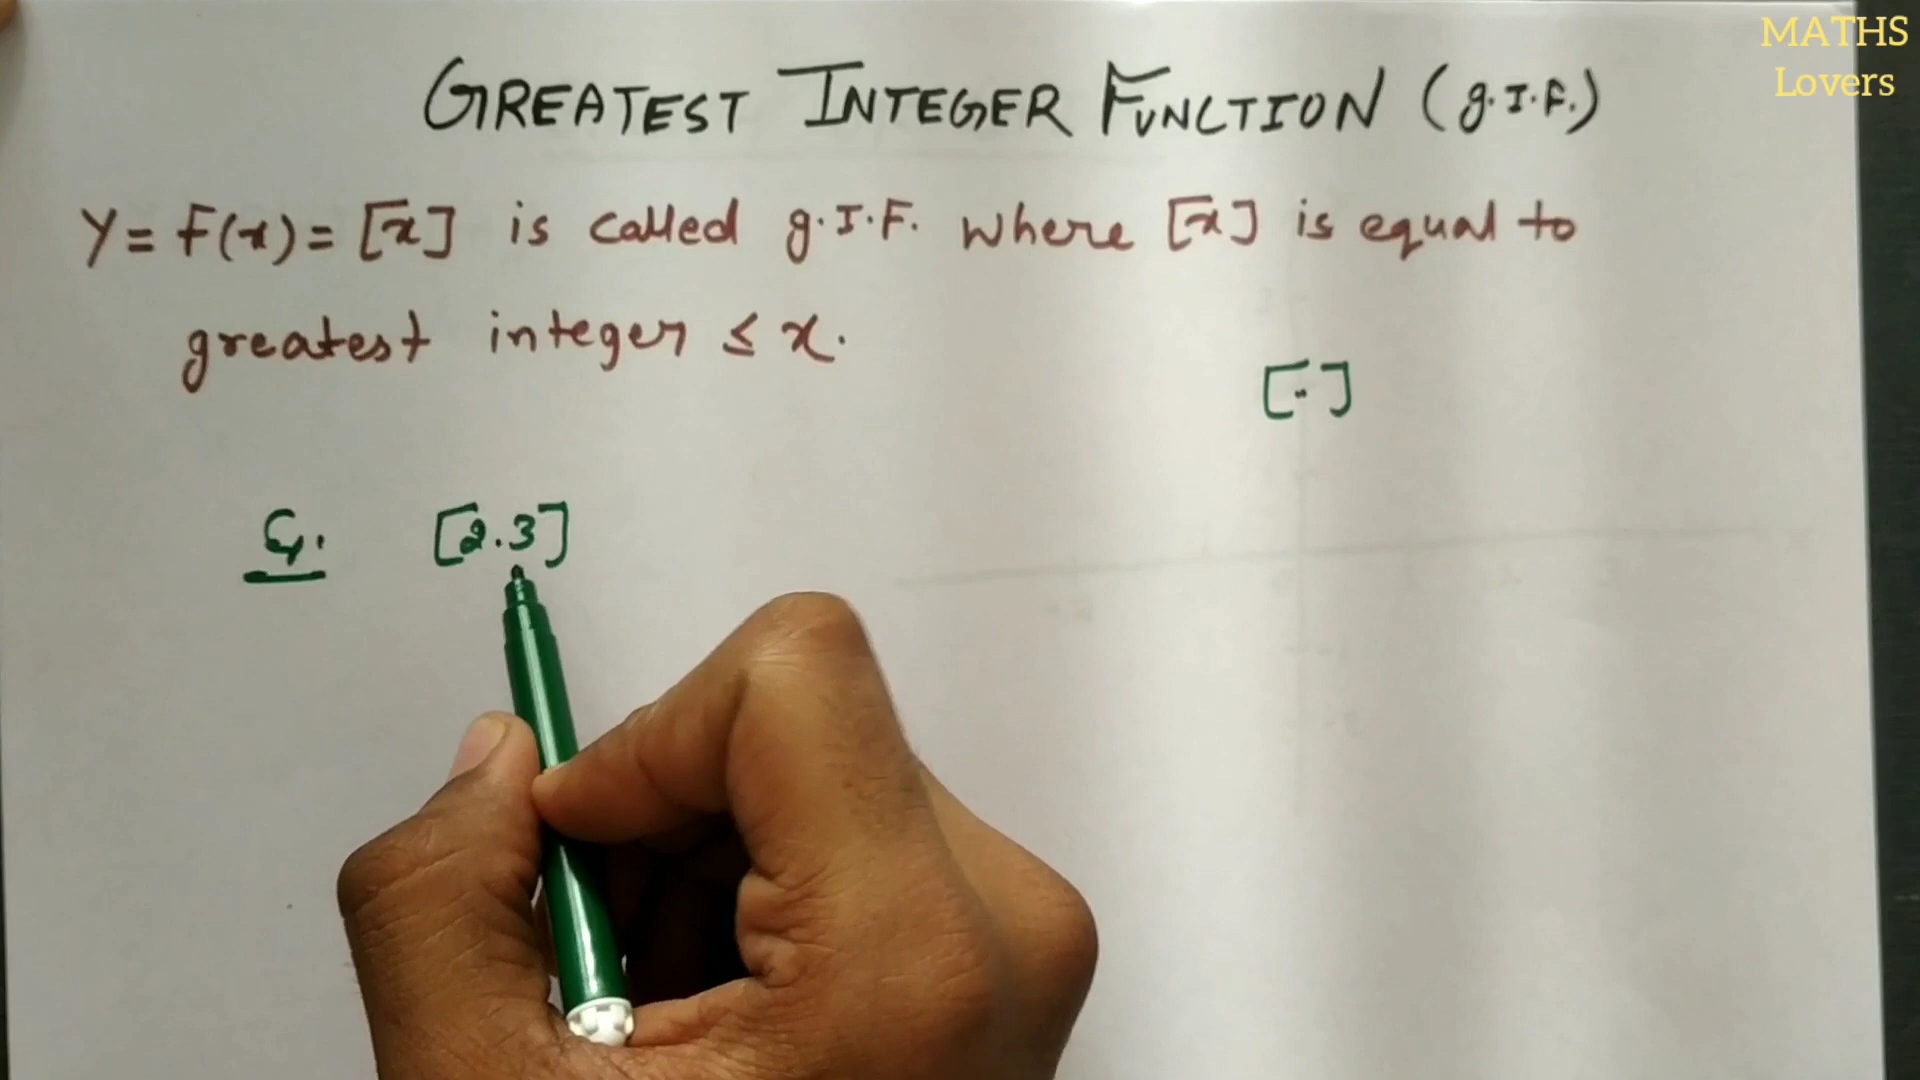 MATHS
Lovers
GREATEST INTEGER FUNCTION (g.I.F.)
Y = F(x) = [x] is called g.I.F. where [x] is equal to
greatest integer ≤ x.
[.]
Eg. [2.3]